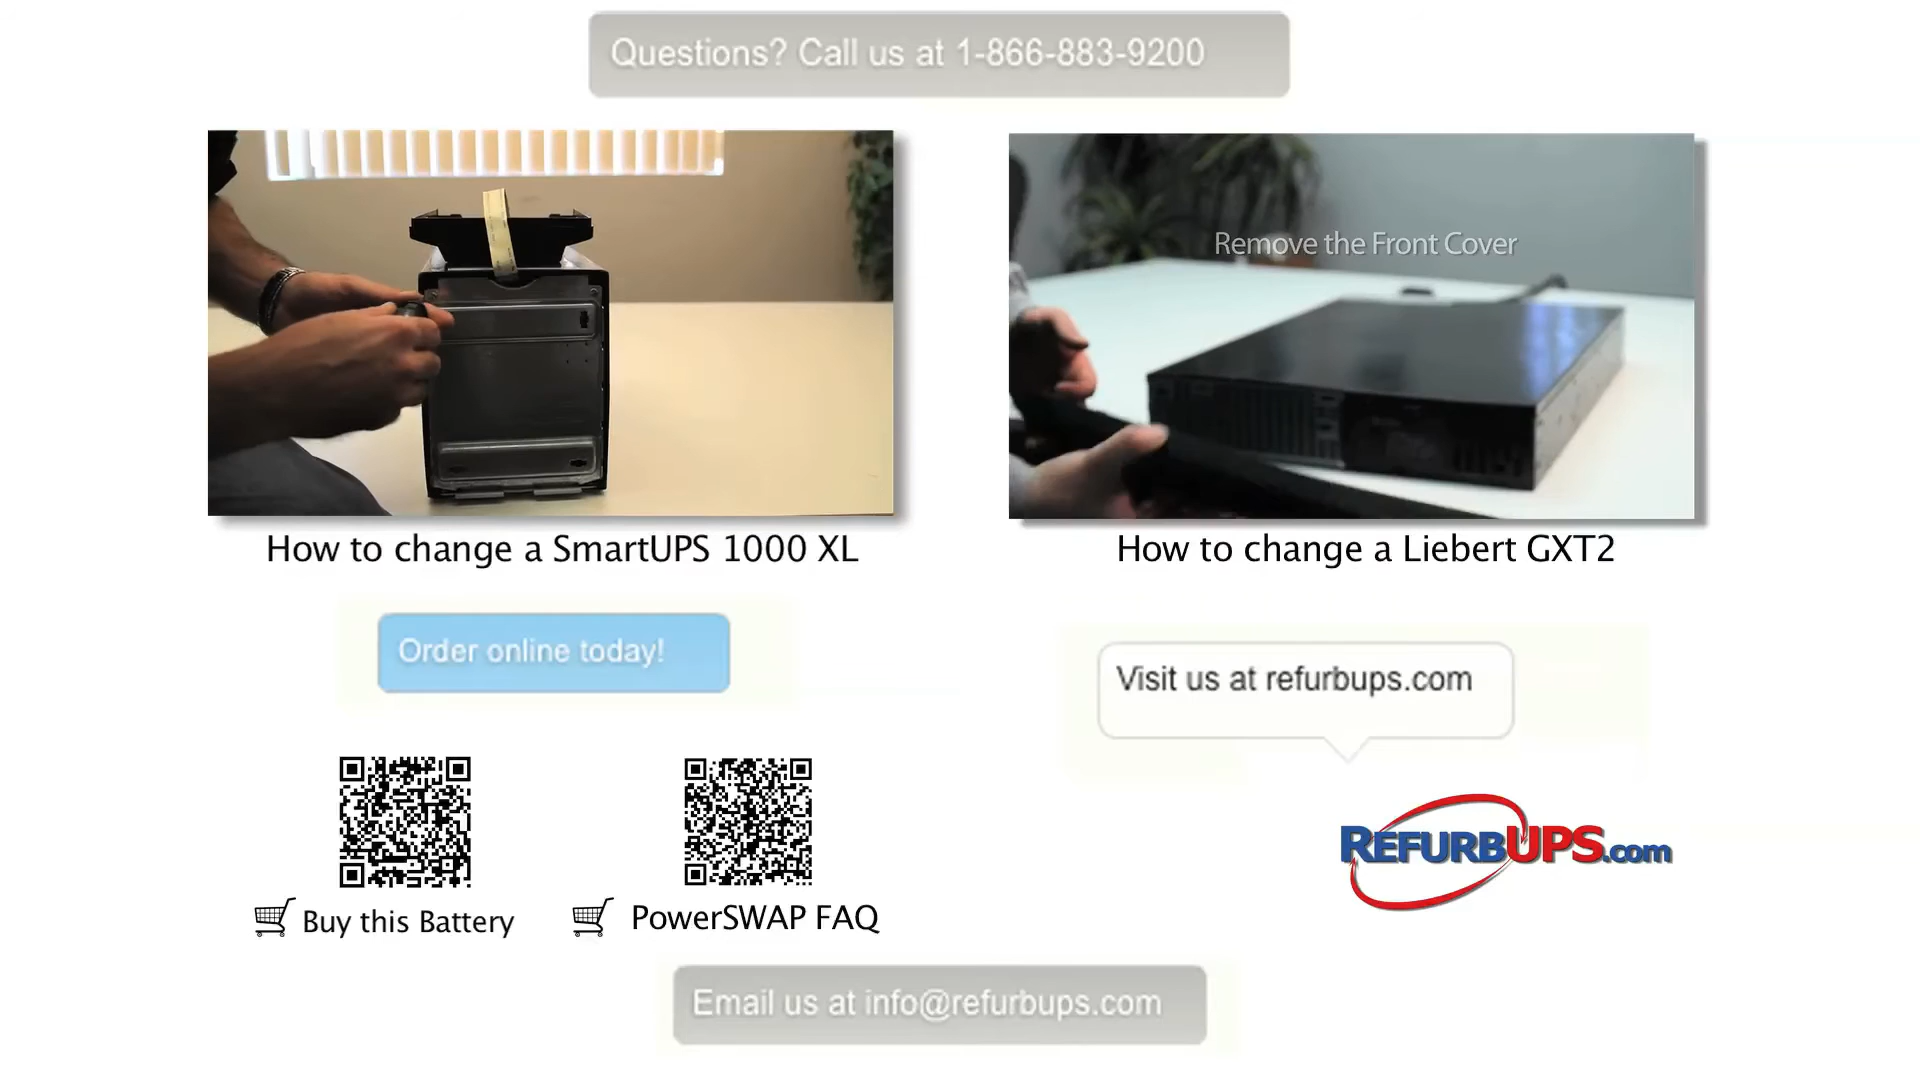 Questions? Call us at 1-866-883-9200
Remove the Front Cover
How to change a SmartUPS 1000 XL
How to change a Liebert GXT2
Order online today!
Visit us at refurbups.com
REFURBUPS.com
Buy this Battery
PowerSWAP FAQ
Email us at info@refurbups.com